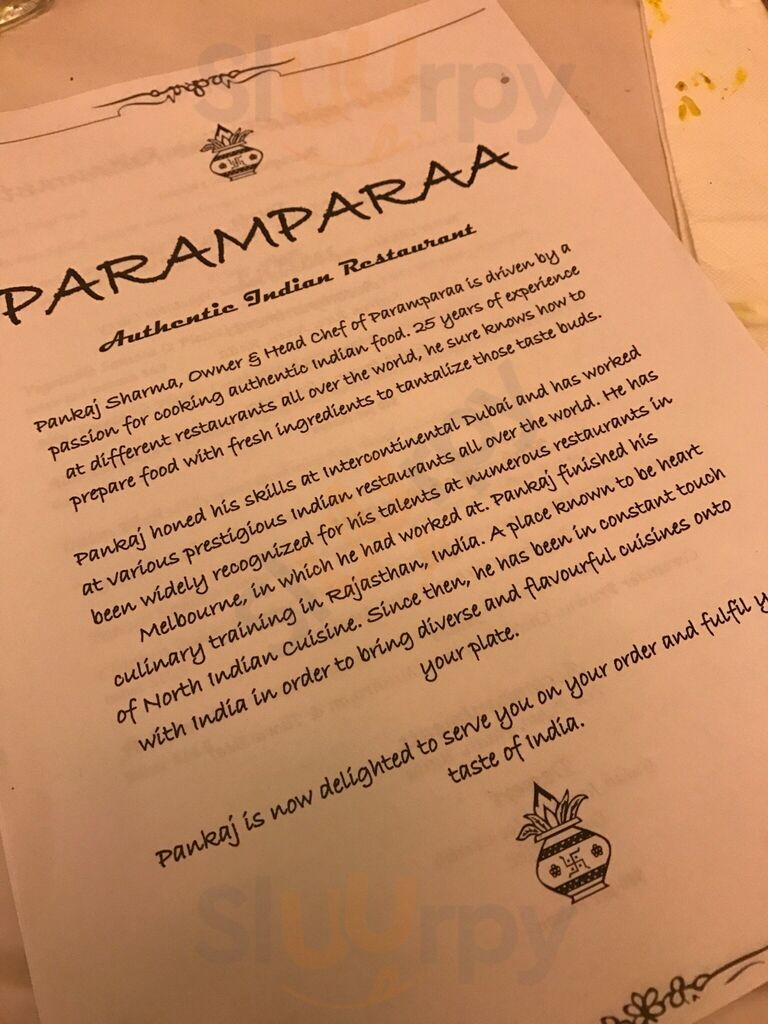 Sluurpy
PARAMPARAA
Authentic Indian Restaurant
Pankaj Sharma, Owner & Head Chef of Paramparaa is driven by a
passion for cooking authentic Indian food. 25 years of experience
at different restaurants all over the world, he sure knows how to
prepare food with fresh ingredients to tantalize those taste buds.
Pankaj honed his skills at Intercontinental Dubai and has worked
at various prestigious Indian restaurants all over the world. He has
been widely recognized for his talents at numerous restaurants in
Melbourne, in which he had worked at. Pankaj finished his
culinary training in Rajasthan, India. A place known to be heart
of North Indian Cuisine. Since then, he has been in constant touch
with India in order to bring diverse and flavourful cuisines onto
your plate.
Pankaj is now delighted to serve you on your order and fulfil y
taste of India.
Sluurpy